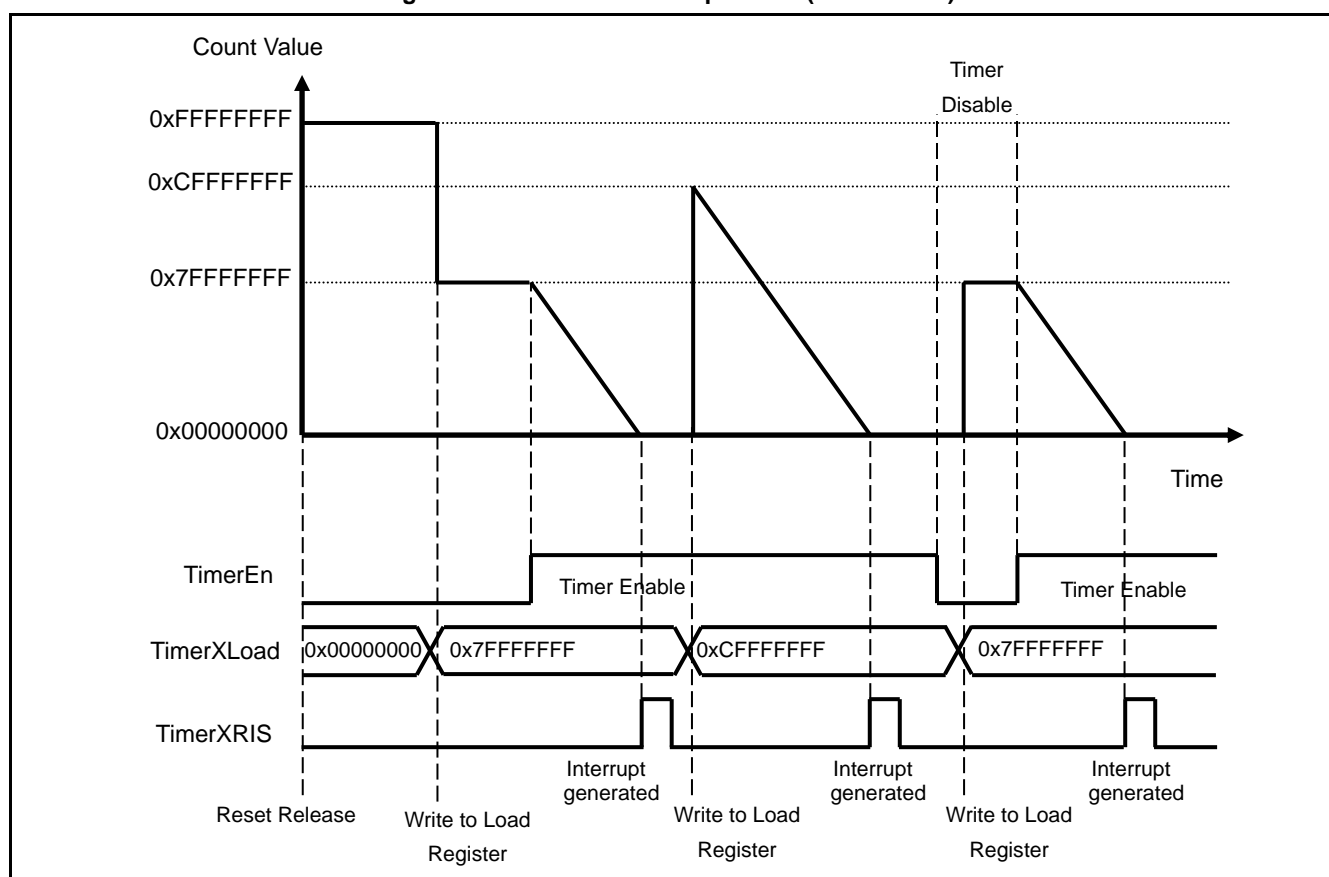 Count Value
Timer
Disable
0xFFFFFFFF
0xCFFFFFFF
0x7FFFFFFF
0x00000000
Time
TimerEn
Timer Enable
Timer Enable
TimerXLoad
0x00000000
0x7FFFFFFF
0xCFFFFFFF
0x7FFFFFFF
TimerXRIS
Interrupt
generated
Interrupt
generated
Interrupt
generated
Reset Release
Write to Load
Register
Write to Load
Register
Write to Load
Register